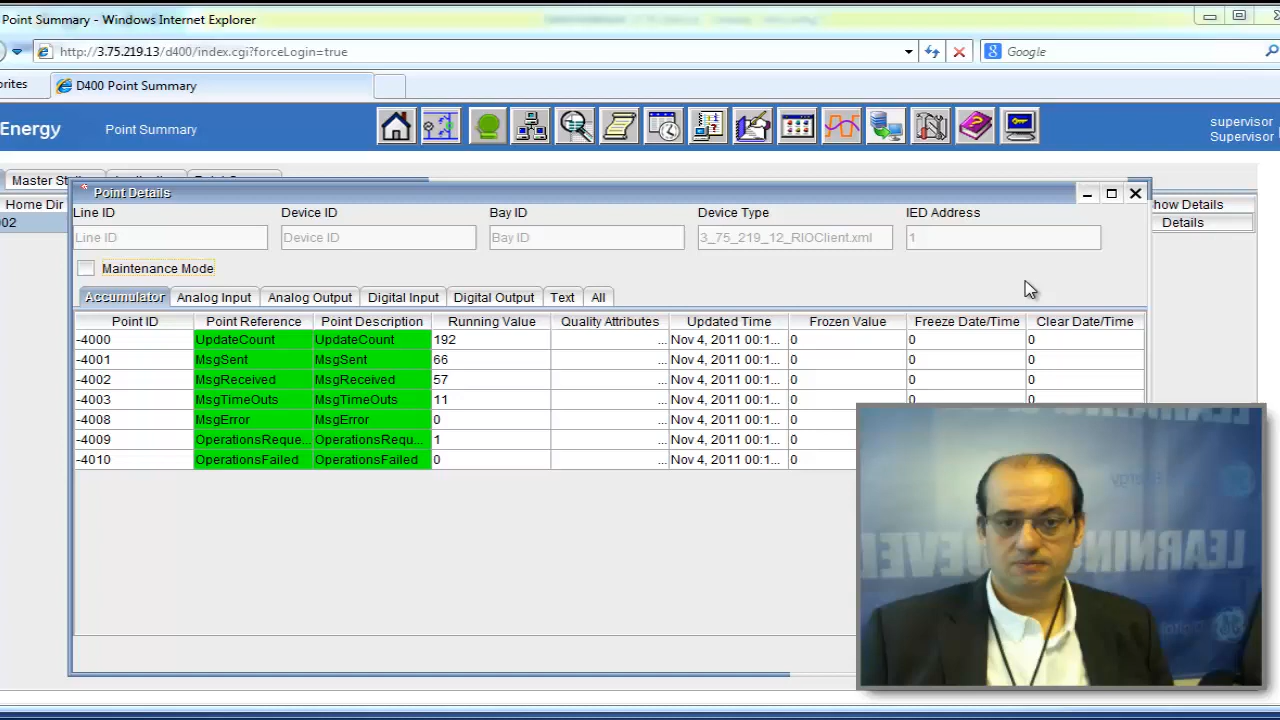 Point Summary - Windows Internet Explorer
http://3.75.219.13/d400/index.cgi?forceLogin=true
Google
orites
D400 Point Summary
Energy
Point Summary
supervisor
Supervisor
Master St
Home Dir
how Details
002
Details
Point Details
Line ID Device ID Bay ID Device Type IED Address
Line ID Device ID Bay ID 3_75_219_12_RIOClient.xml 1
Maintenance Mode
Accumulator Analog Input Analog Output Digital Input Digital Output Text All
Point ID Point Reference Point Description Running Value Quality Attributes Updated Time Frozen Value Freeze Date/Time Clear Date/Time
-4000 UpdateCount UpdateCount 192 ... Nov 4, 2011 00:1... 0 0 0
-4001 MsgSent MsgSent 66 ... Nov 4, 2011 00:1... 0 0 0
-4002 MsgReceived MsgReceived 57 ... Nov 4, 2011 00:1... 0 0 0
-4003 MsgTimeOuts MsgTimeOuts 11 ... Nov 4, 2011 00:1... 0 0 0
-4008 MsgError MsgError 0 ... Nov 4, 2011 00:1... 0
-4009 OperationsReque... OperationsRequ... 1 ... Nov 4, 2011 00:1... 0
-4010 OperationsFailed OperationsFailed 0 ... Nov 4, 2011 00:1... 0
LEARNING